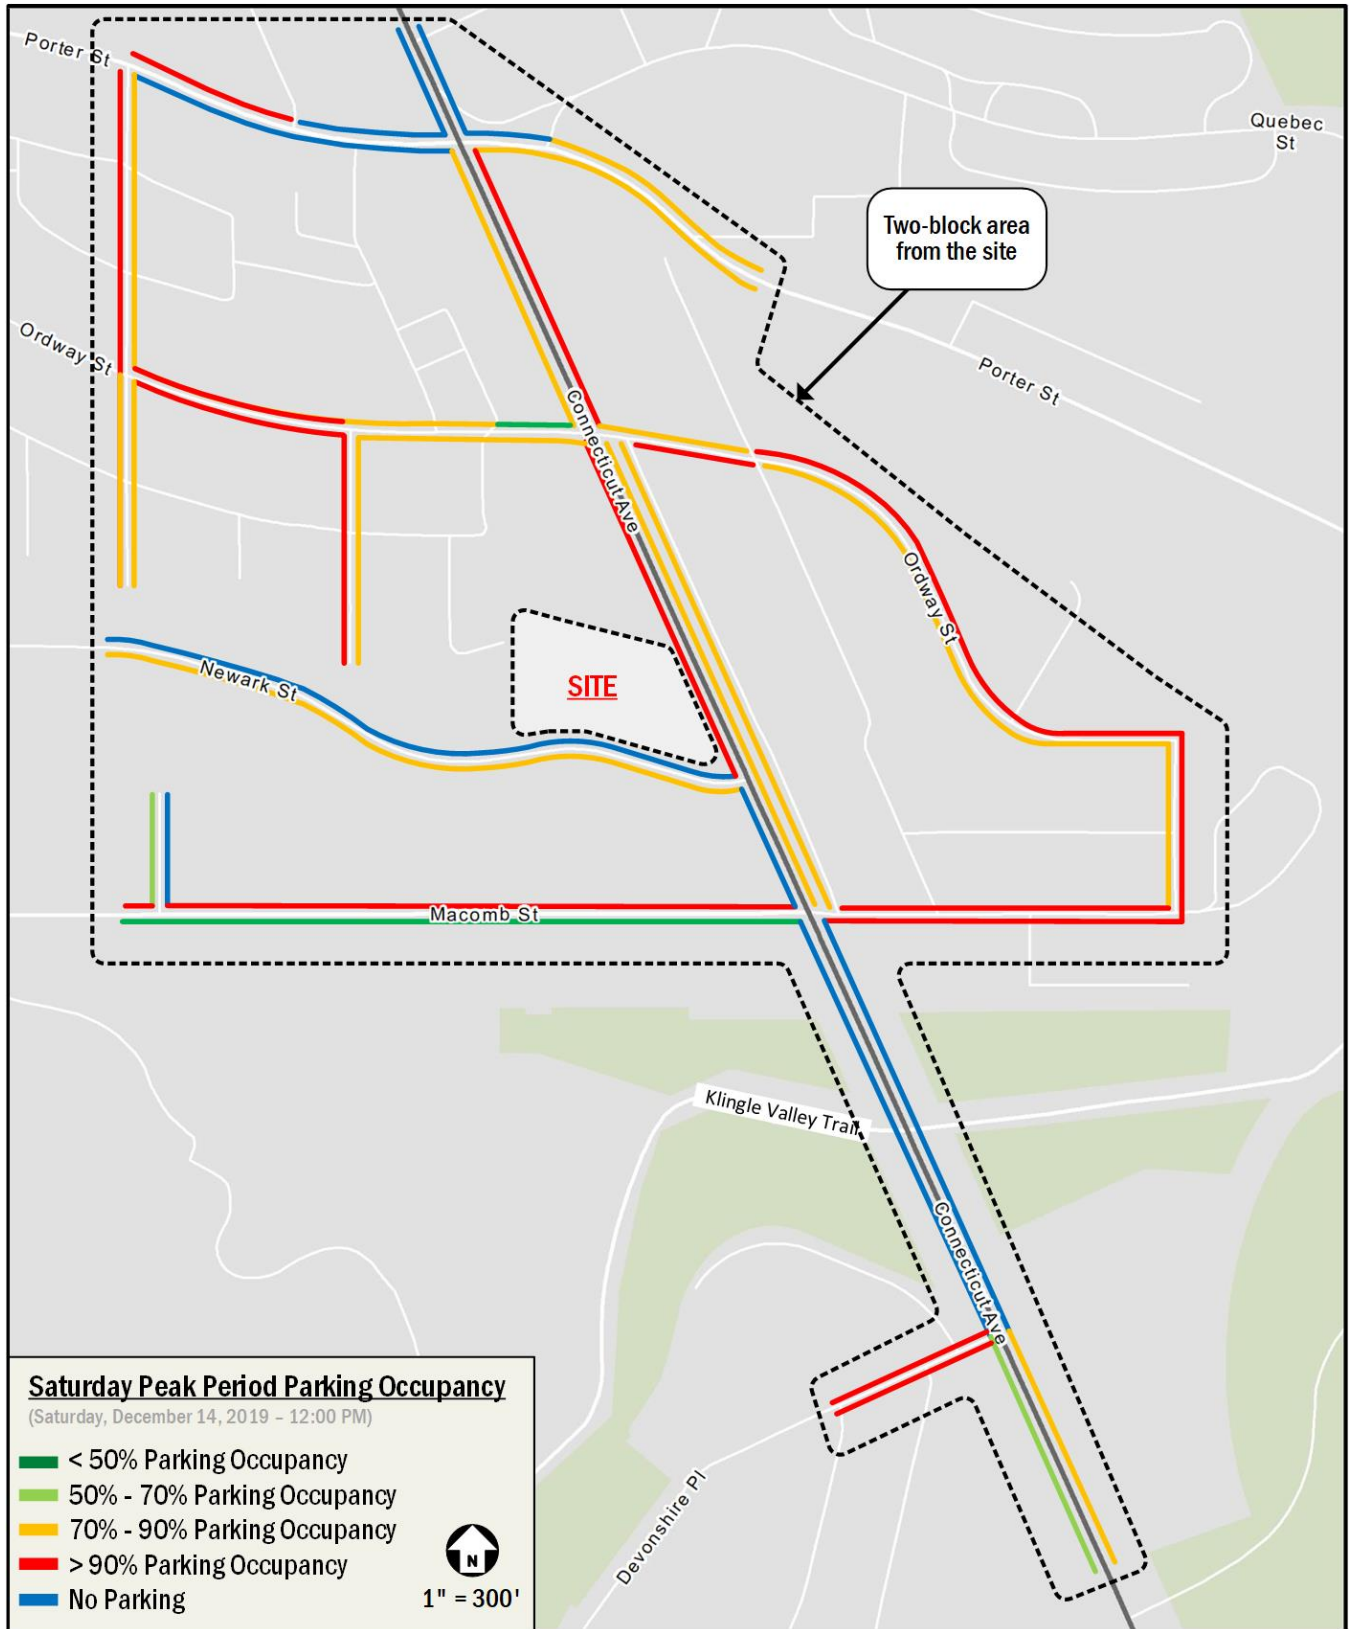 Porter St
Quebec
St
Two-block area
from the site
Ordway St
Porter St
Connecticut Ave
Ordway St
Newark St
SITE
Macomb St
Klingle Valley Trail
Connecticut Ave
Devonshire Pl
Saturday Peak Period Parking Occupancy
(Saturday, December 14, 2019 – 12:00 PM)
< 50% Parking Occupancy
50% - 70% Parking Occupancy
70% - 90% Parking Occupancy
> 90% Parking Occupancy
No Parking
N
1" = 300'